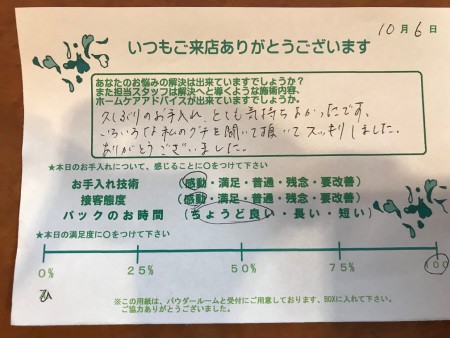 10月6日
いつもご来店ありがとうございます
あなたのお悩みの解決は出来ていますでしょうか?
また担当スタッフは解決へと導くような施術内容、
ホームケアアドバイスが出来ていますでしょうか。
久しぶりのお手入れ、とても気持ちよかったです。
いろいろな私のグチを聞いて頂いてスッキリしました。
ありがとうございました。
★本日のお手入れについて、感じることに○をつけて下さい
お手入れ技術 (感動・満足・普通・残念・要改善)
接客態度 (感動・満足・普通・残念・要改善)
パックのお時間 (ちょうど良い・長い・短い)
★本日の満足度に○をつけて下さい
0% 25% 50% 75% 100
※この用紙は、パウダールームと受付にご用意しております、BOXに入れて下さい。
ご協力ありがとうございました。